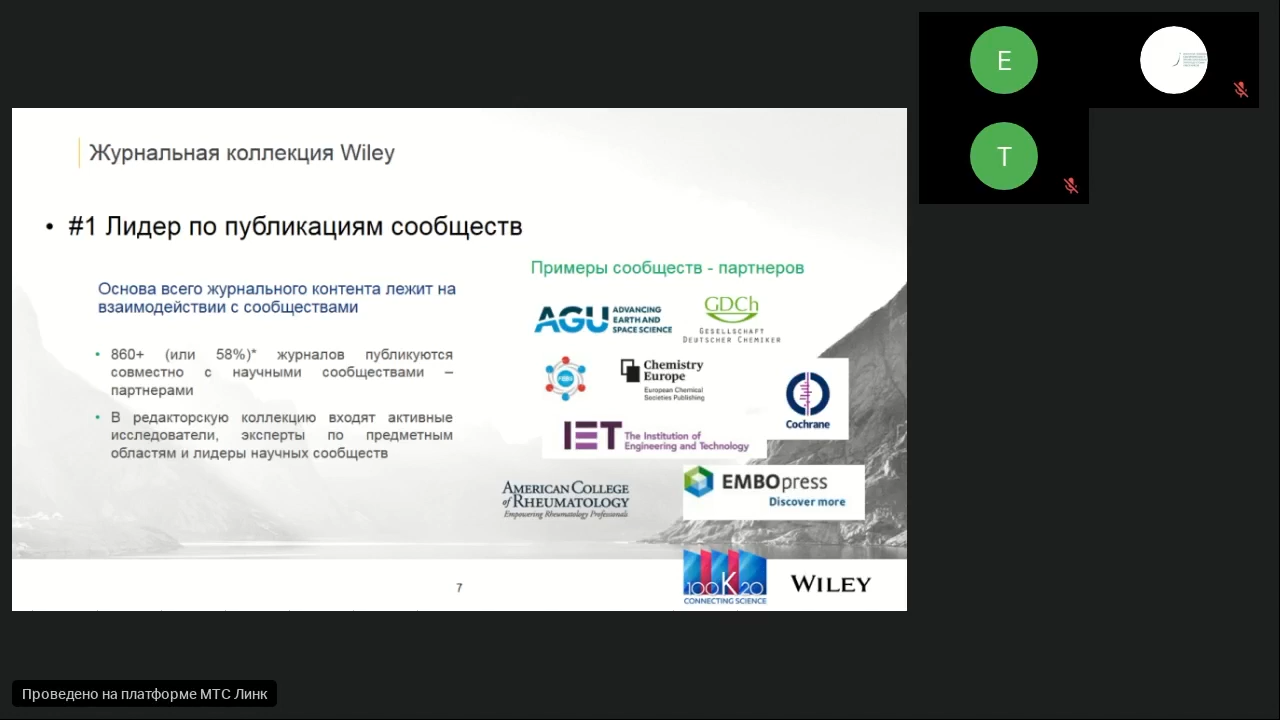 Журнальная коллекция Wiley
• #1 Лидер по публикациям сообществ
Основа всего журнального контента лежит на
взаимодействии с сообществами
• 860+ (или 58%)* журналов публикуются
совместно с научными сообществами –
партнерами
• В редакторскую коллекцию входят активные
исследователи, эксперты по предметным
областям и лидеры научных сообществ
Примеры сообществ - партнеров
AGU ADVANCING
EARTH AND
SPACE SCIENCE
GDCh
GESELLSCHAFT
DEUTSCHER CHEMIKER
Chemistry
Europe
European Chemical
Societies Publishing
Cochrane
IET The Institution of
Engineering and Technology
AMERICAN COLLEGE
of RHEUMATOLOGY
Empowering Rheumatology Professionals
EMBOpress
Discover more
100K20
CONNECTING SCIENCE
WILEY
7
E
T
Проведено на платформе МТС Линк